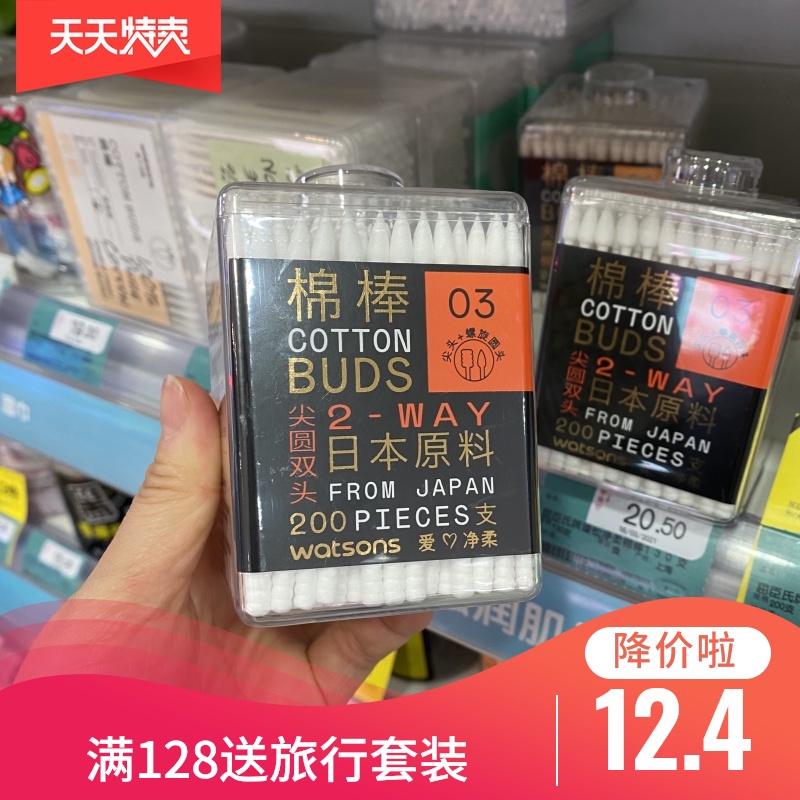 天天特卖
棉棒
03
COTTON
尖头+螺旋圆头
BUDS
尖圆双头
2-WAY
日本原料
FROM JAPAN
200 PIECES支
watsons 爱♡净柔
棉棒
03
COTTON
BUDS
尖圆双头
2-WAY
日本原料
FROM JAPAN
200 PIECES支
watsons
20.50
降价啦
12.4
满128送旅行套装